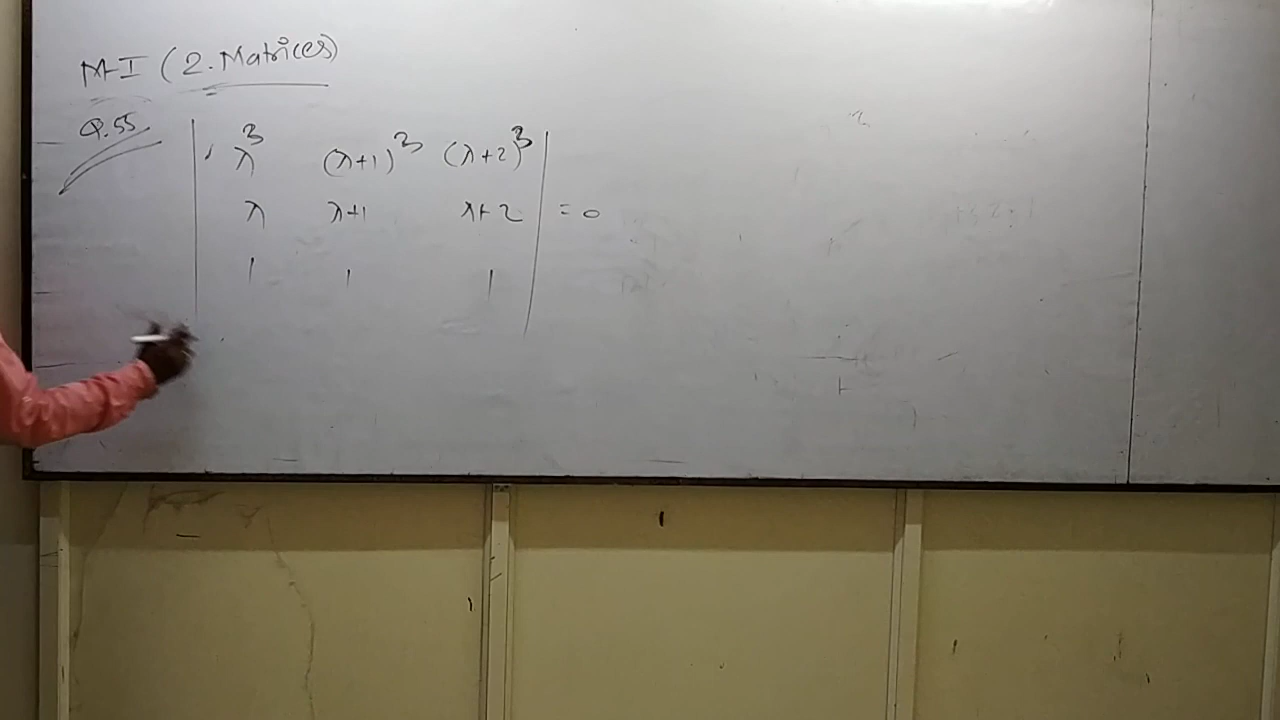 M-I (2. Matrices)
Q.55
| λ³ (λ+1)³ (λ+2)³ |
| λ λ+1 λ+2 | = 0
| 1 1 1 |